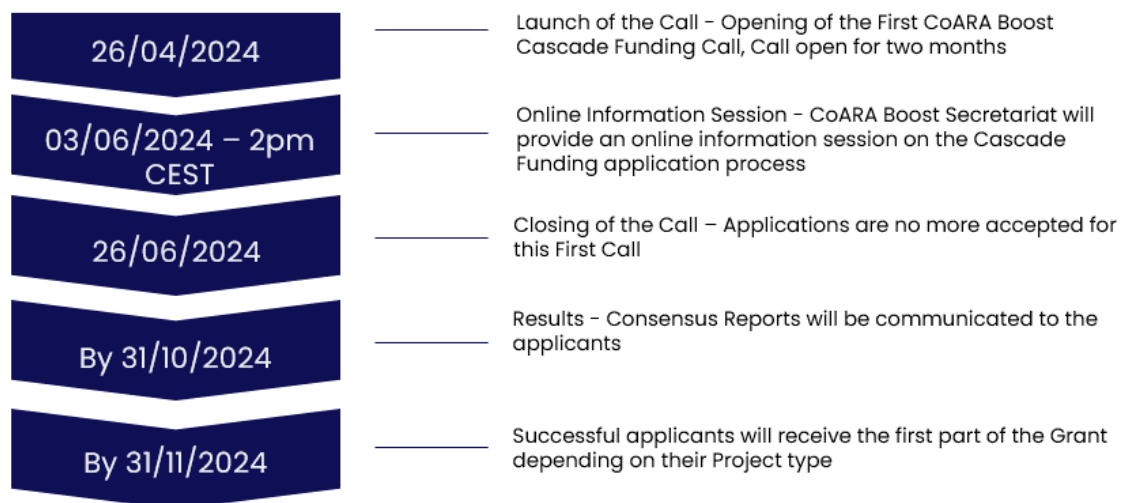 26/04/2024
Launch of the Call - Opening of the First CoARA Boost
Cascade Funding Call, Call open for two months
03/06/2024 – 2pm
CEST
Online Information Session - CoARA Boost Secretariat will
provide an online information session on the Cascade
Funding application process
26/06/2024
Closing of the Call – Applications are no more accepted for
this First Call
By 31/10/2024
Results - Consensus Reports will be communicated to the
applicants
By 31/11/2024
Successful applicants will receive the first part of the Grant
depending on their Project type